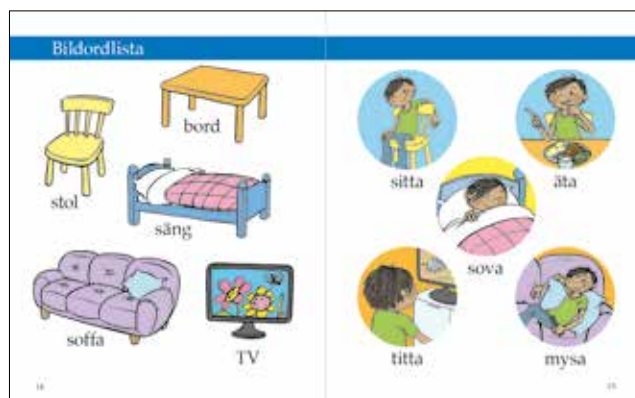 Bildordlista
bord
stol
säng
soffa
TV
sitta
äta
sova
titta
mysa